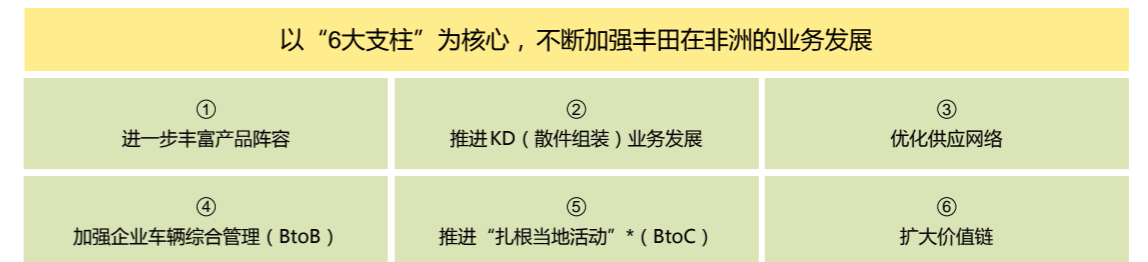 以“6大支柱”为核心，不断加强丰田在非洲的业务发展
①
进一步丰富产品阵容
②
推进KD（散件组装）业务发展
③
优化供应网络
④
加强企业车辆综合管理（BtoB）
⑤
推进“扎根当地活动”*（BtoC）
⑥
扩大价值链